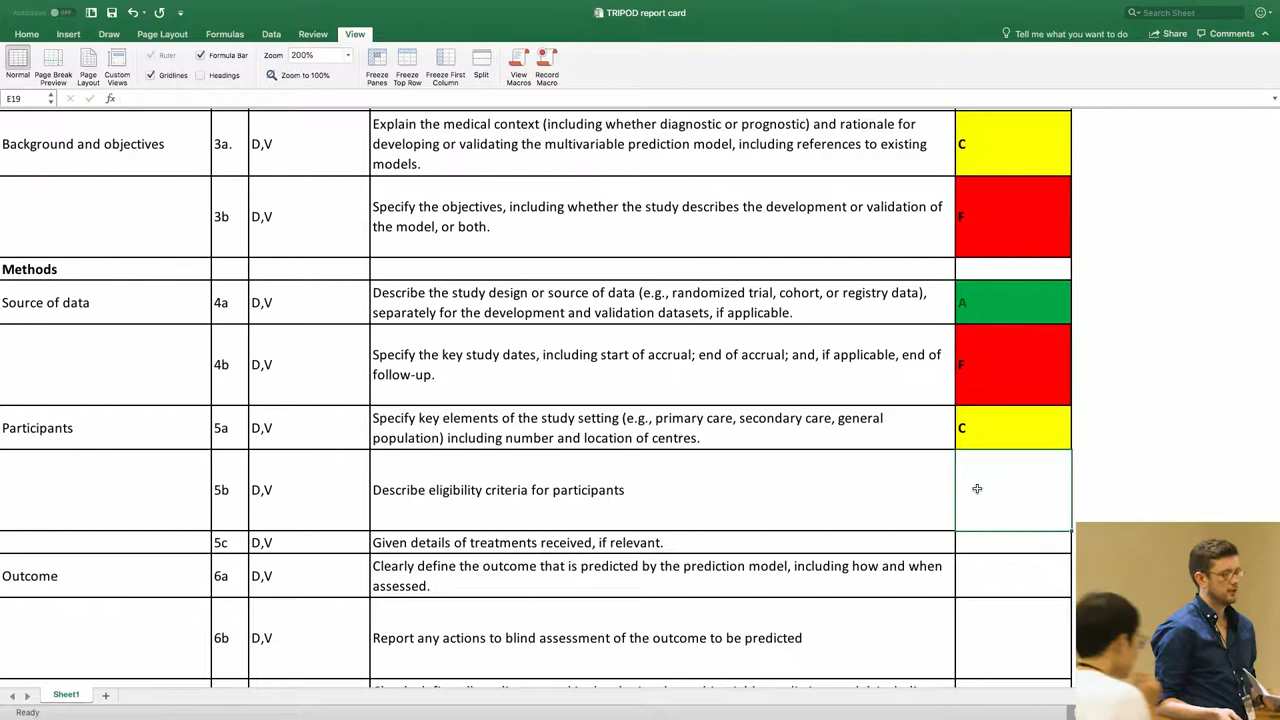 AutoSave OFF
TRIPOD report card
Search Sheet
Home Insert Draw Page Layout Formulas Data Review View
Tell me what you want to do
Share
Comments
Normal
Page Break Preview
Page Layout
Custom Views
Ruler
Formula Bar
Gridlines
Headings
Zoom 200%
Zoom to 100%
Freeze Panes
Freeze Top Row
Freeze First Column
Split
View Macros
Record Macro
E19
fx
Background and objectives 3a. D,V Explain the medical context (including whether diagnostic or prognostic) and rationale for
developing or validating the multivariable prediction model, including references to existing
models.
C
3b D,V Specify the objectives, including whether the study describes the development or validation of
the model, or both.
F
Methods
Source of data 4a D,V Describe the study design or source of data (e.g., randomized trial, cohort, or registry data),
separately for the development and validation datasets, if applicable.
A
4b D,V Specify the key study dates, including start of accrual; end of accrual; and, if applicable, end of
follow-up.
F
Participants 5a D,V Specify key elements of the study setting (e.g., primary care, secondary care, general
population) including number and location of centres.
C
5b D,V Describe eligibility criteria for participants
5c D,V Given details of treatments received, if relevant.
Outcome 6a D,V Clearly define the outcome that is predicted by the prediction model, including how and when
assessed.
6b D,V Report any actions to blind assessment of the outcome to be predicted
Sheet1
Ready